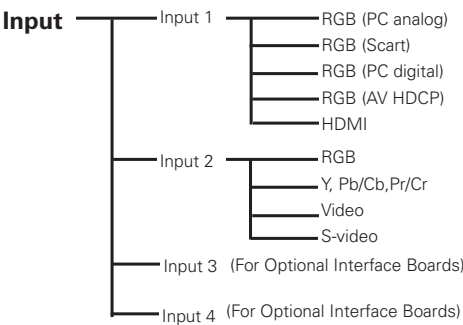 Input
Input 1
RGB (PC analog)
RGB (Scart)
RGB (PC digital)
RGB (AV HDCP)
HDMI
Input 2
RGB
Y, Pb/Cb,Pr/Cr
Video
S-video
Input 3 (For Optional Interface Boards)
Input 4 (For Optional Interface Boards)